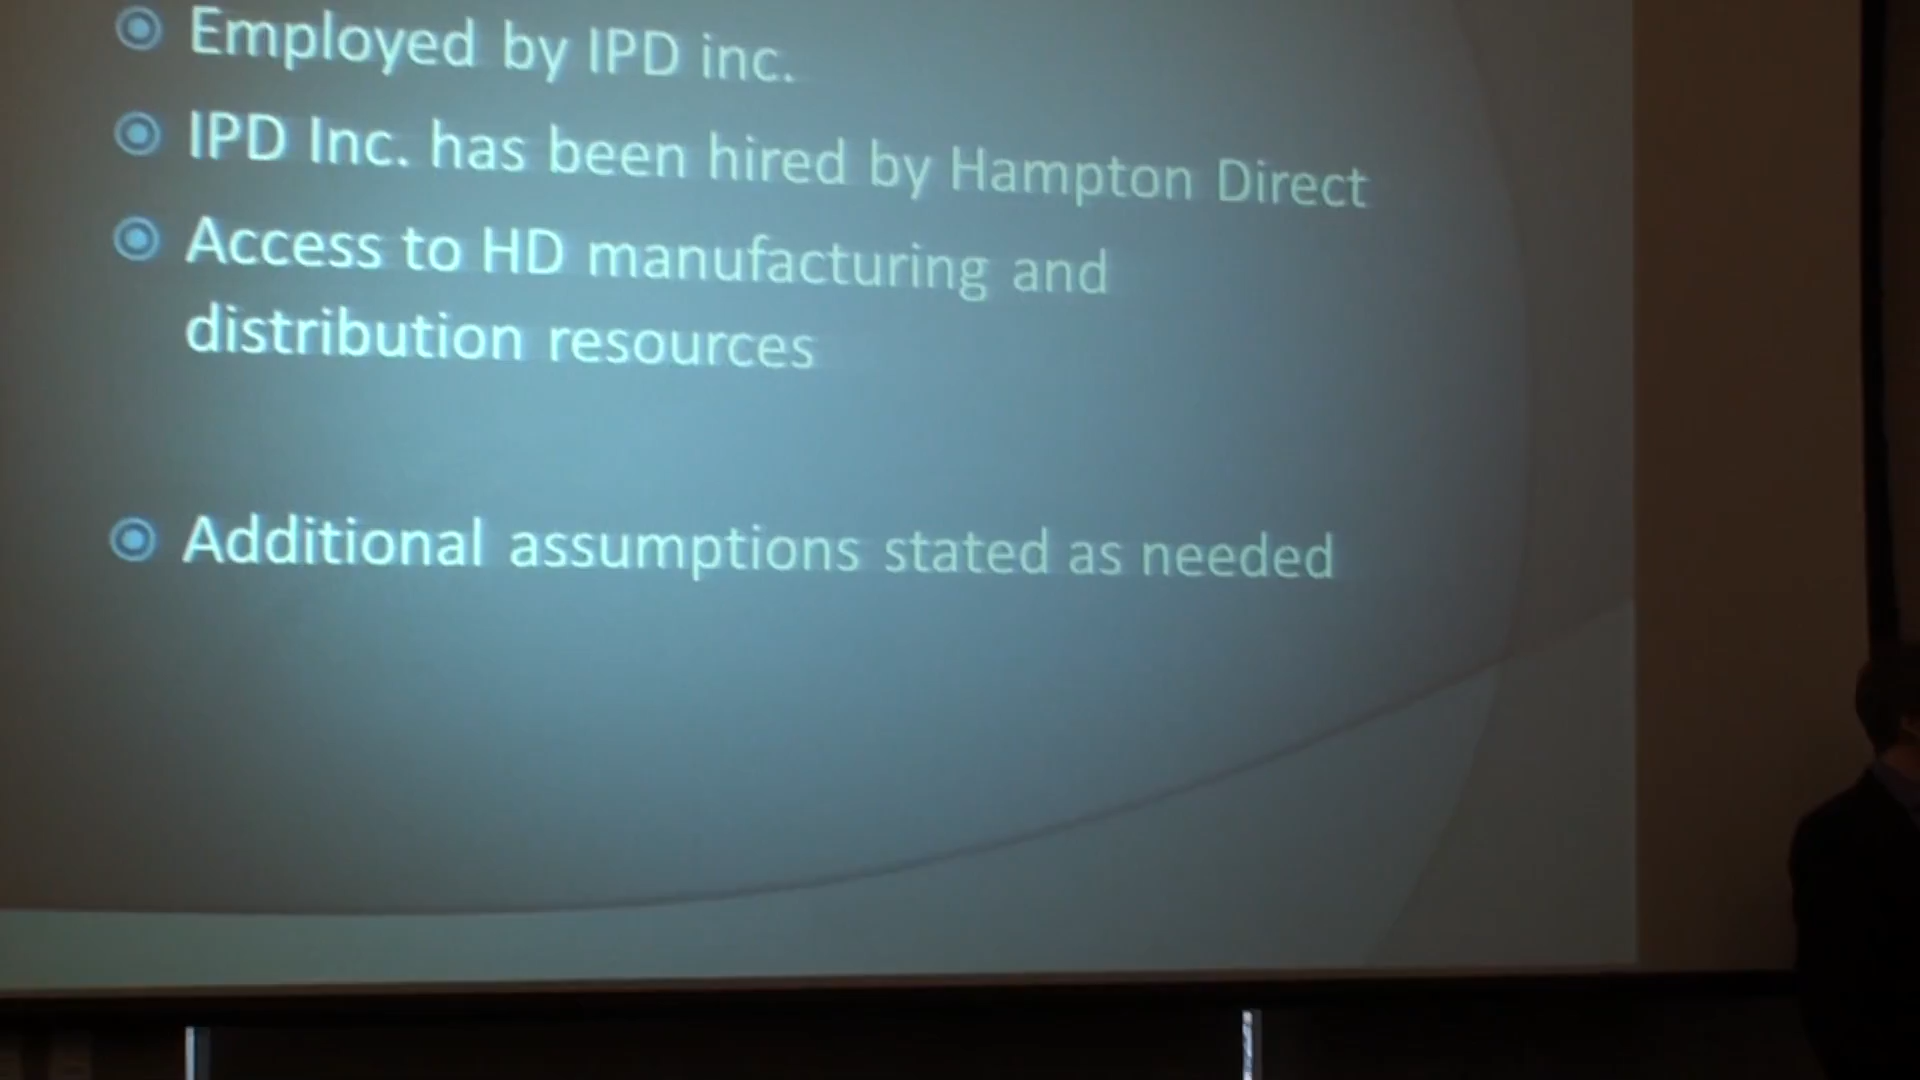 Employed by IPD inc.
IPD Inc. has been hired by Hampton Direct
Access to HD manufacturing and
distribution resources
Additional assumptions stated as needed